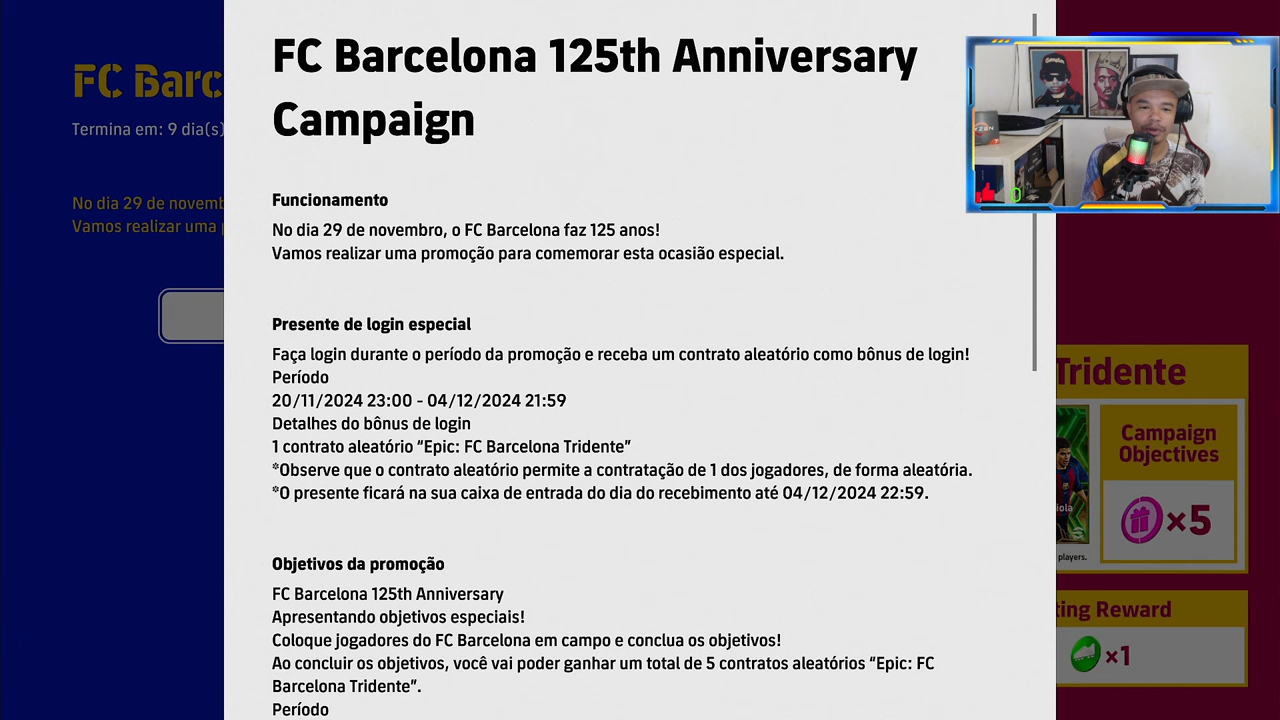 FC Barcelona 125th Anniversary
Campaign
Funcionamento
No dia 29 de novembro, o FC Barcelona faz 125 anos!
Vamos realizar uma promoção para comemorar esta ocasião especial.
Presente de login especial
Faça login durante o período da promoção e receba um contrato aleatório como bônus de login!
Período
20/11/2024 23:00 - 04/12/2024 21:59
Detalhes do bônus de login
1 contrato aleatório “Epic: FC Barcelona Tridente”
*Observe que o contrato aleatório permite a contratação de 1 dos jogadores, de forma aleatória.
*O presente ficará na sua caixa de entrada do dia do recebimento até 04/12/2024 22:59.
Objetivos da promoção
FC Barcelona 125th Anniversary
Apresentando objetivos especiais!
Coloque jogadores do FC Barcelona em campo e conclua os objetivos!
Ao concluir os objetivos, você vai poder ganhar um total de 5 contratos aleatórios “Epic: FC
Barcelona Tridente”.
Período
FC Barc
Termina em: 9 dia(s)
No dia 29 de novemb
Vamos realizar uma
RYZEN
7
0
Tridente
Campaign
Objectives
×5
iola
players.
ting Reward
×1